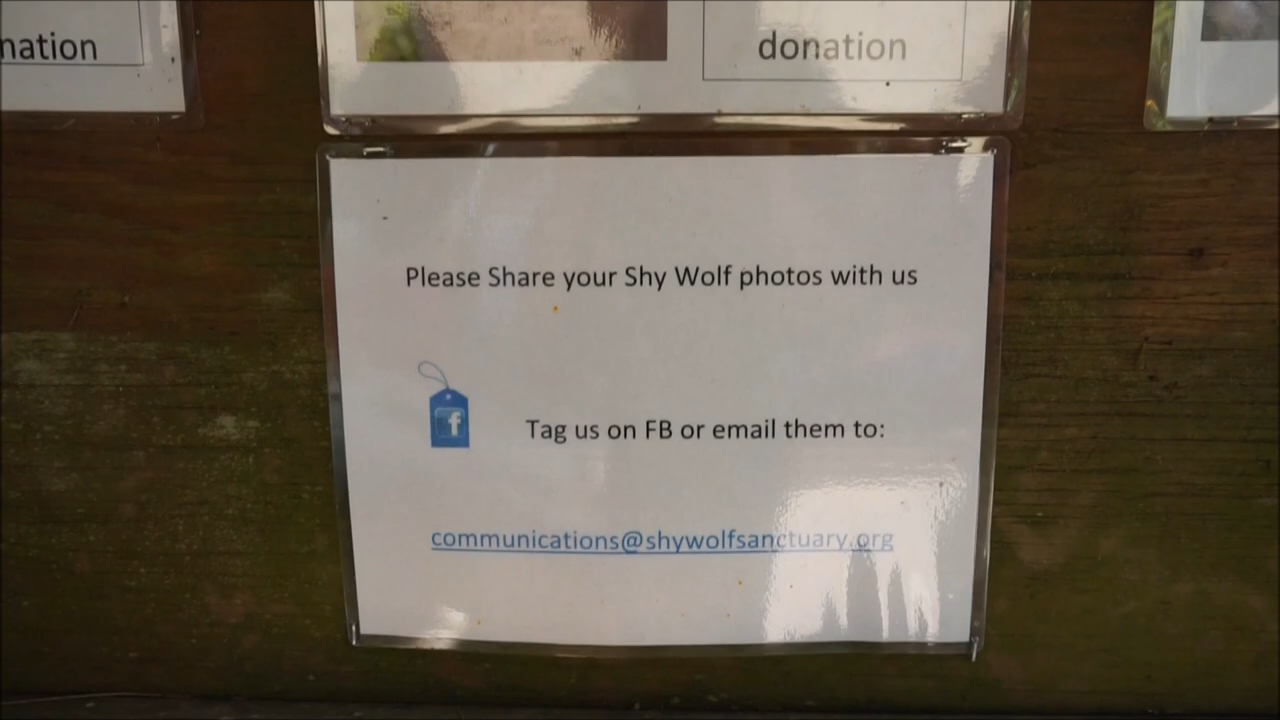 nation
donation
Please Share your Shy Wolf photos with us
f
Tag us on FB or email them to:
communications@shywolfsanctuary.org